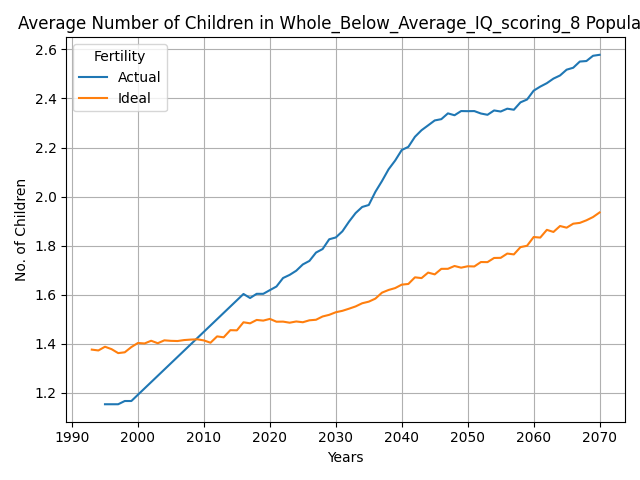 Average Number of Children in Whole_Below_Average_IQ_scoring_8 Popula
Fertility
Actual
Ideal
2.6
2.4
2.2
2.0
1.8
1.6
1.4
1.2
No. of Children
1990 2000 2010 2020 2030 2040 2050 2060 2070
Years